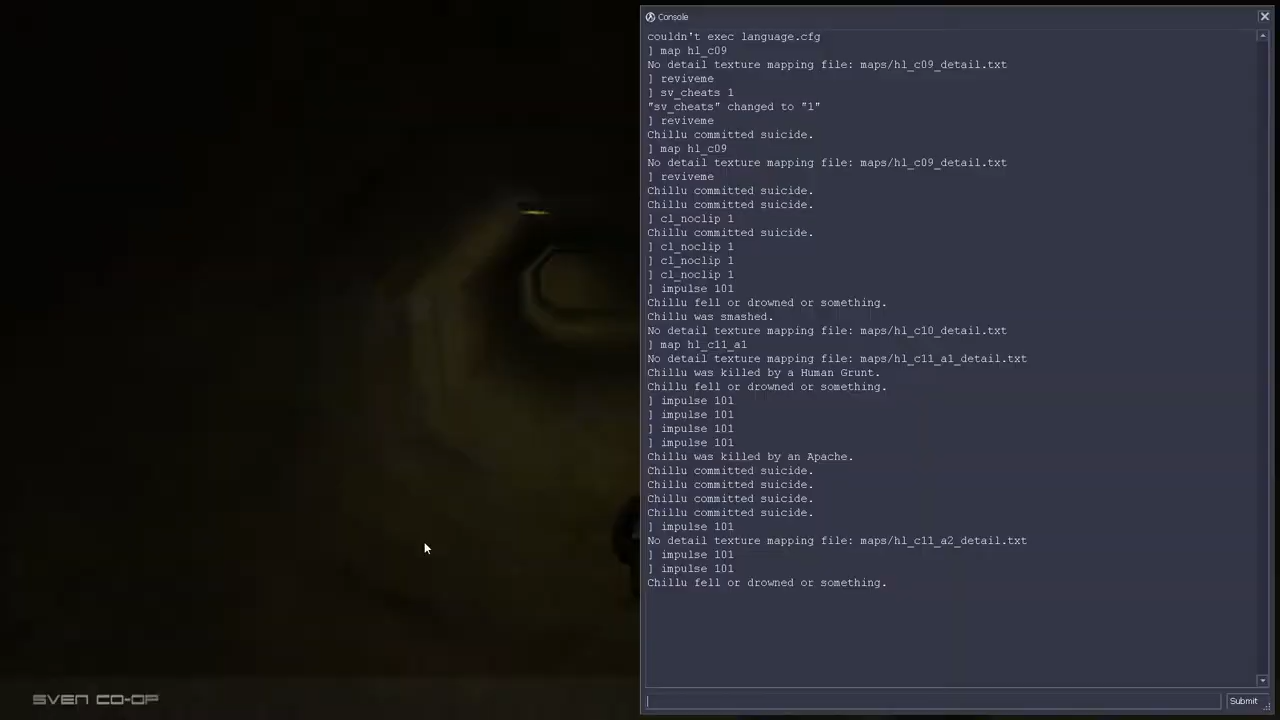 Console
couldn't exec language.cfg
] map hl_c09
No detail texture mapping file: maps/hl_c09_detail.txt
] reviveme
] sv_cheats 1
"sv_cheats" changed to "1"
] reviveme
Chillu committed suicide.
] map hl_c09
No detail texture mapping file: maps/hl_c09_detail.txt
] reviveme
Chillu committed suicide.
Chillu committed suicide.
] cl_noclip 1
Chillu committed suicide.
] cl_noclip 1
] cl_noclip 1
] cl_noclip 1
] impulse 101
Chillu fell or drowned or something.
Chillu was smashed.
No detail texture mapping file: maps/hl_c10_detail.txt
] map hl_c11_a1
No detail texture mapping file: maps/hl_c11_a1_detail.txt
Chillu was killed by a Human Grunt.
Chillu fell or drowned or something.
] impulse 101
] impulse 101
] impulse 101
] impulse 101
Chillu was killed by an Apache.
Chillu committed suicide.
Chillu committed suicide.
Chillu committed suicide.
Chillu committed suicide.
] impulse 101
No detail texture mapping file: maps/hl_c11_a2_detail.txt
] impulse 101
] impulse 101
Chillu fell or drowned or something.
Submit
SVEN CO-OP